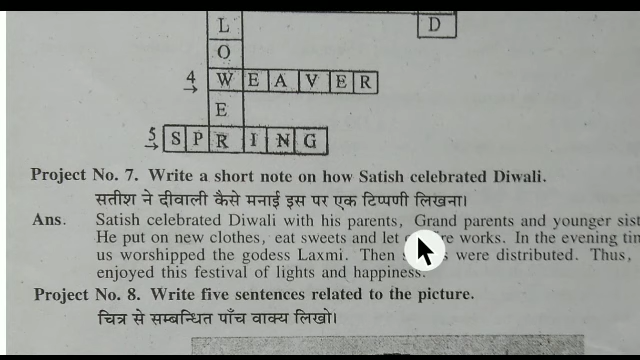 L
D
O
4 W E A V E R
E
5 S P R I N G
Project No. 7. Write a short note on how Satish celebrated Diwali.
सतीश ने दीवाली कैसे मनाई इस पर एक टिप्पणी लिखना।
Ans. Satish celebrated Diwali with his parents, Grand parents and younger
He put on new clothes, eat sweets and let works. In the evening
us worshipped the godess Laxmi. Then were distributed. Thus,
enjoyed this festival of lights and happiness.
Project No. 8. Write five sentences related to the picture.
चित्र से सम्बन्धित पाँच वाक्य लिखो।